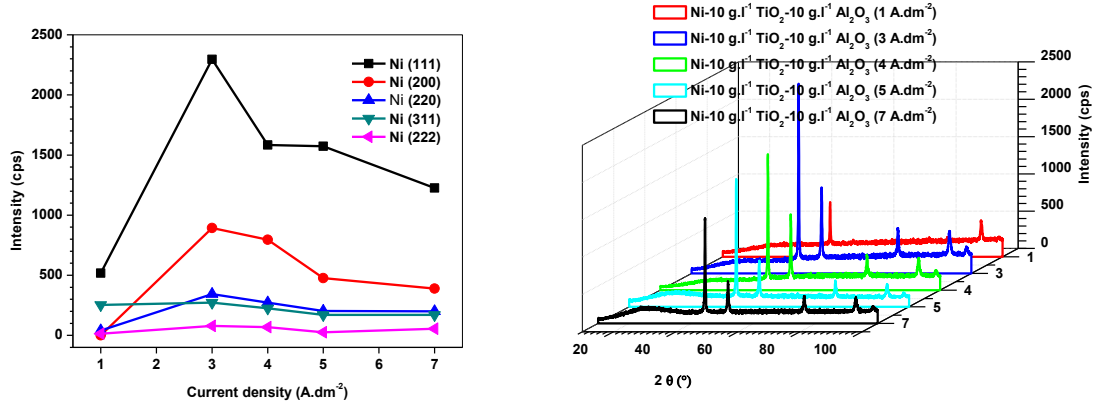 2500
2000
1500
1000
500
0
Intensity (cps)
Ni (111)
Ni (200)
Ni (220)
Ni (311)
Ni (222)
1 2 3 4 5 6 7
Current density (A.dm⁻²)
Ni-10 g.l⁻¹ TiO₂-10 g.l⁻¹ Al₂O₃ (1 A.dm⁻²)
Ni-10 g.l⁻¹ TiO₂-10 g.l⁻¹ Al₂O₃ (3 A.dm⁻²)
Ni-10 g.l⁻¹ TiO₂-10 g.l⁻¹ Al₂O₃ (4 A.dm⁻²)
Ni-10 g.l⁻¹ TiO₂-10 g.l⁻¹ Al₂O₃ (5 A.dm⁻²)
Ni-10 g.l⁻¹ TiO₂-10 g.l⁻¹ Al₂O₃ (7 A.dm⁻²)
2500
2000
1500
1000
500
0
Intensity (cps)
1
3
4
5
7
20 40 60 80 100
2 θ (º)